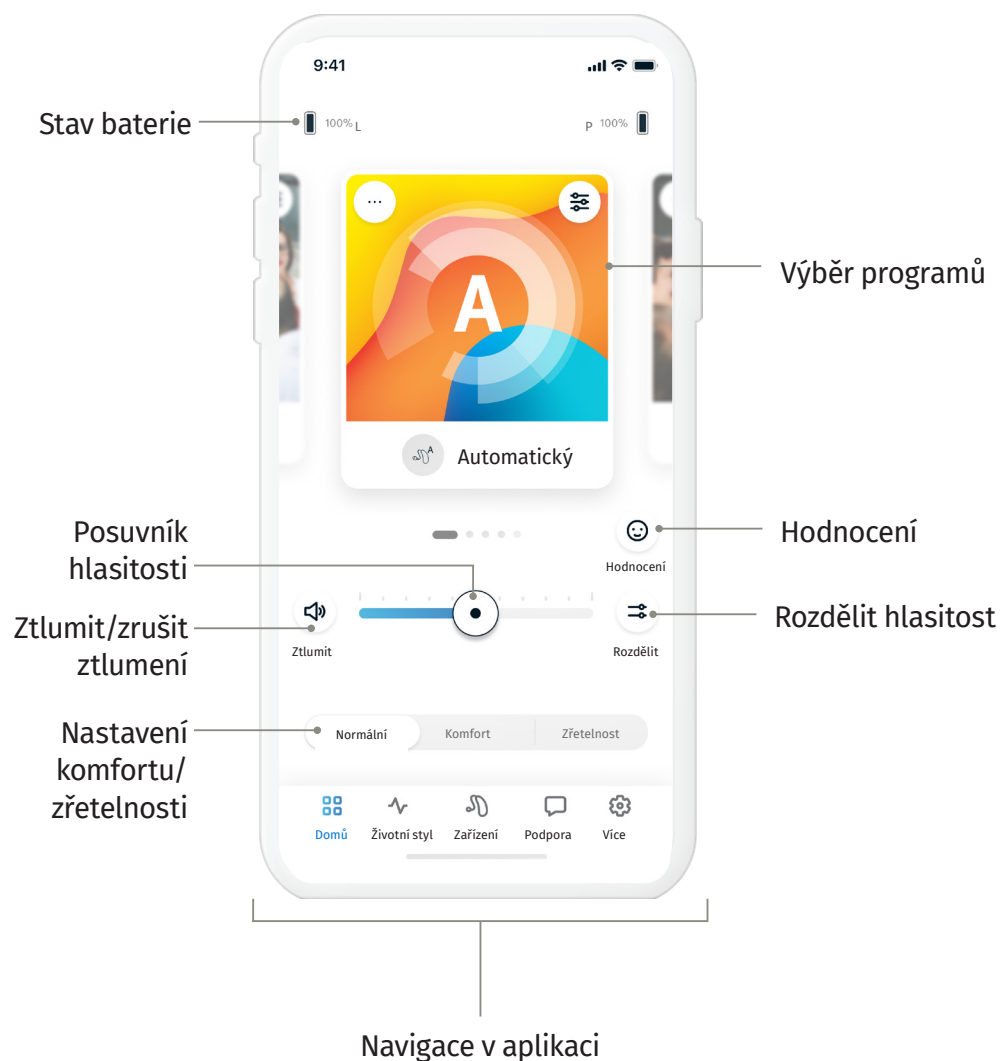 9:41
Stav baterie
100% L
P 100%
...
A
Výběr programů
A
Automatický
Posuvník
hlasitosti
Hodnocení
Hodnocení
Ztlumit/zrušit
ztlumení
Ztlumit
Rozdělit
Rozdělit hlasitost
Nastavení
komfortu/
zřetelnosti
Normální Komfort Zřetelnost
Domů Životní styl Zařízení Podpora Více
Navigace v aplikaci